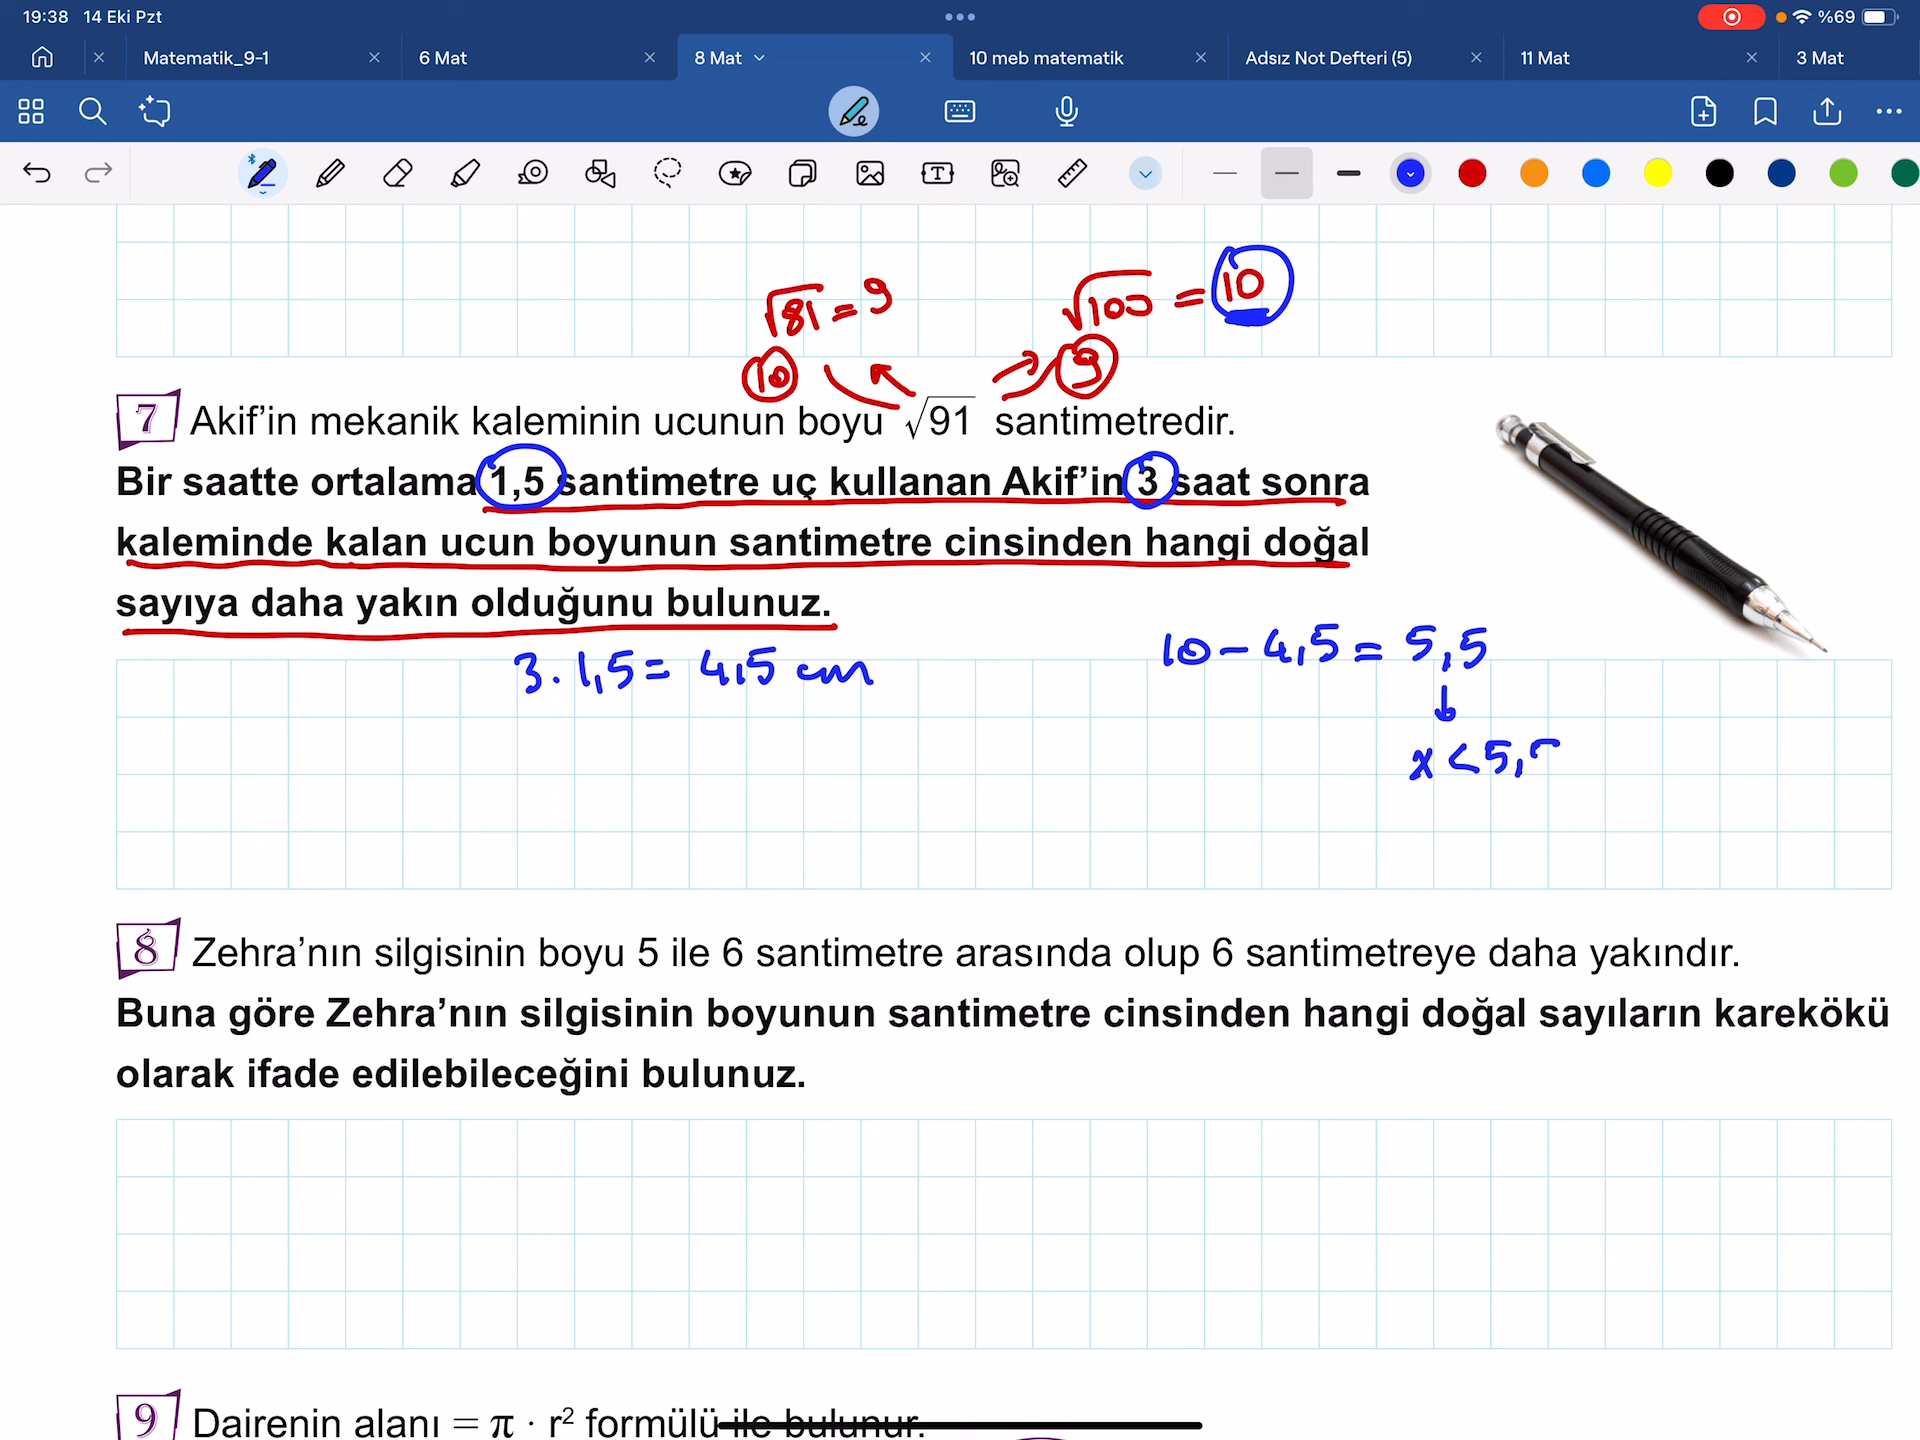 19:38 14 Eki Pzt
%69
Matematik_9-1
6 Mat
8 Mat
10 meb matematik
Adsız Not Defteri (5)
11 Mat
3 Mat
√81 = 9
√100 = 10
10
9
7 Akif’in mekanik kaleminin ucunun boyu √91 santimetredir.
Bir saatte ortalama 1,5 santimetre uç kullanan Akif’in 3 saat sonra
kaleminde kalan ucun boyunun santimetre cinsinden hangi doğal
sayıya daha yakın olduğunu bulunuz.
3 . 1,5 = 4,5 cm
10 - 4,5 = 5,5
↓
x < 5,
8 Zehra’nın silgisinin boyu 5 ile 6 santimetre arasında olup 6 santimetreye daha yakındır.
Buna göre Zehra’nın silgisinin boyunun santimetre cinsinden hangi doğal sayıların karekökü
olarak ifade edilebileceğini bulunuz.
9 Dairenin alanı = π · r² formülü ile bulunur.